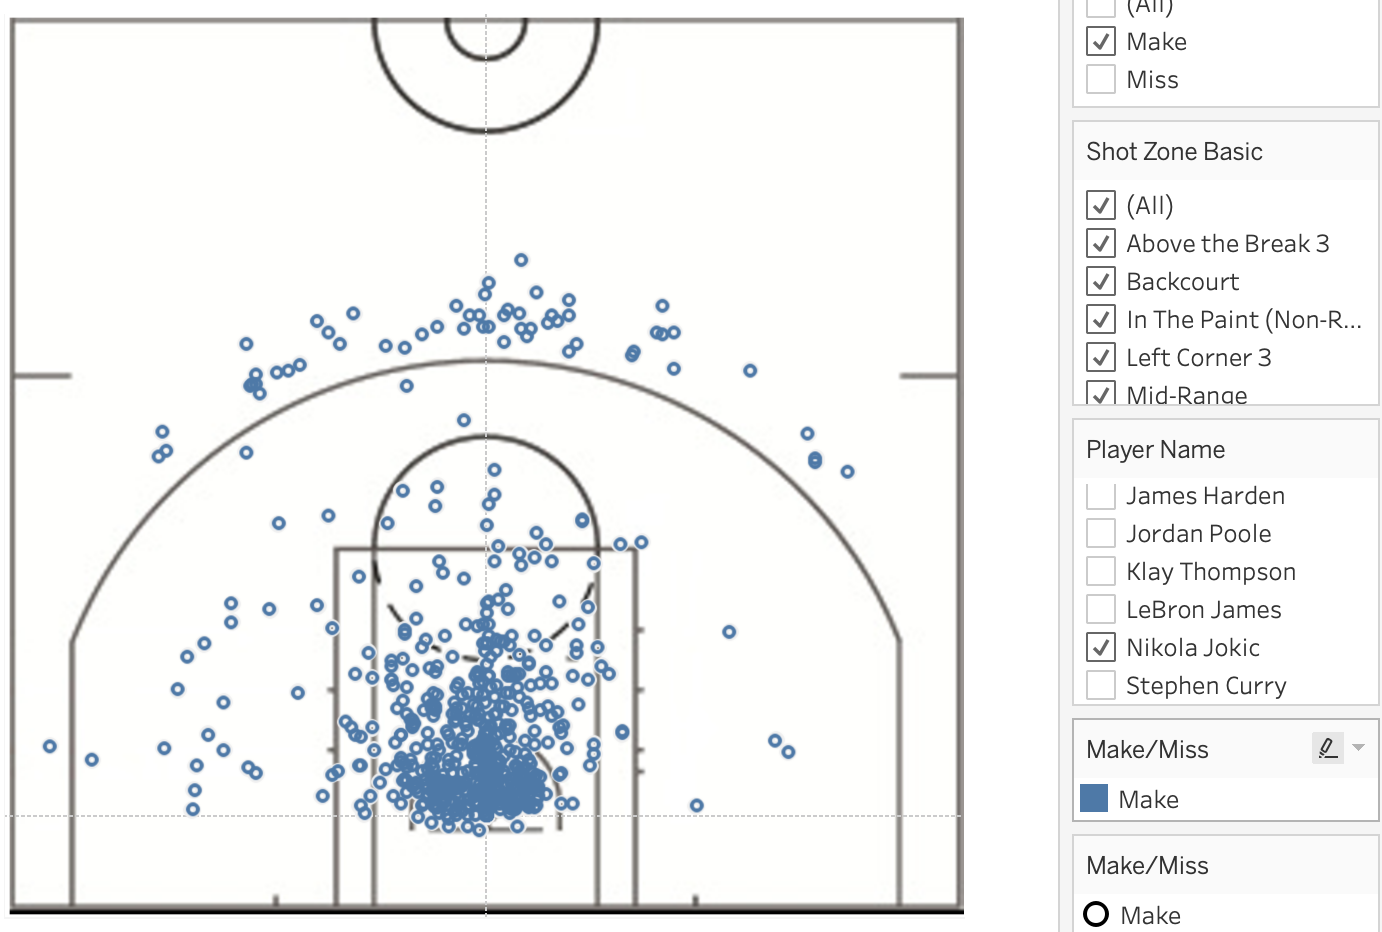 (All)
Make
Miss
Shot Zone Basic
(All)
Above the Break 3
Backcourt
In The Paint (Non-R...
Left Corner 3
Mid-Range
Player Name
James Harden
Jordan Poole
Klay Thompson
LeBron James
Nikola Jokic
Stephen Curry
Make/Miss
Make
Make/Miss
Make